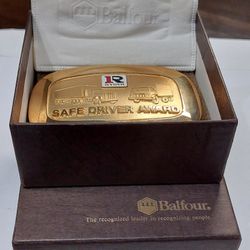 Balfour.
R
SAFE DRIVER AWARD
Balfour.
The recognized leader in recognizing people.